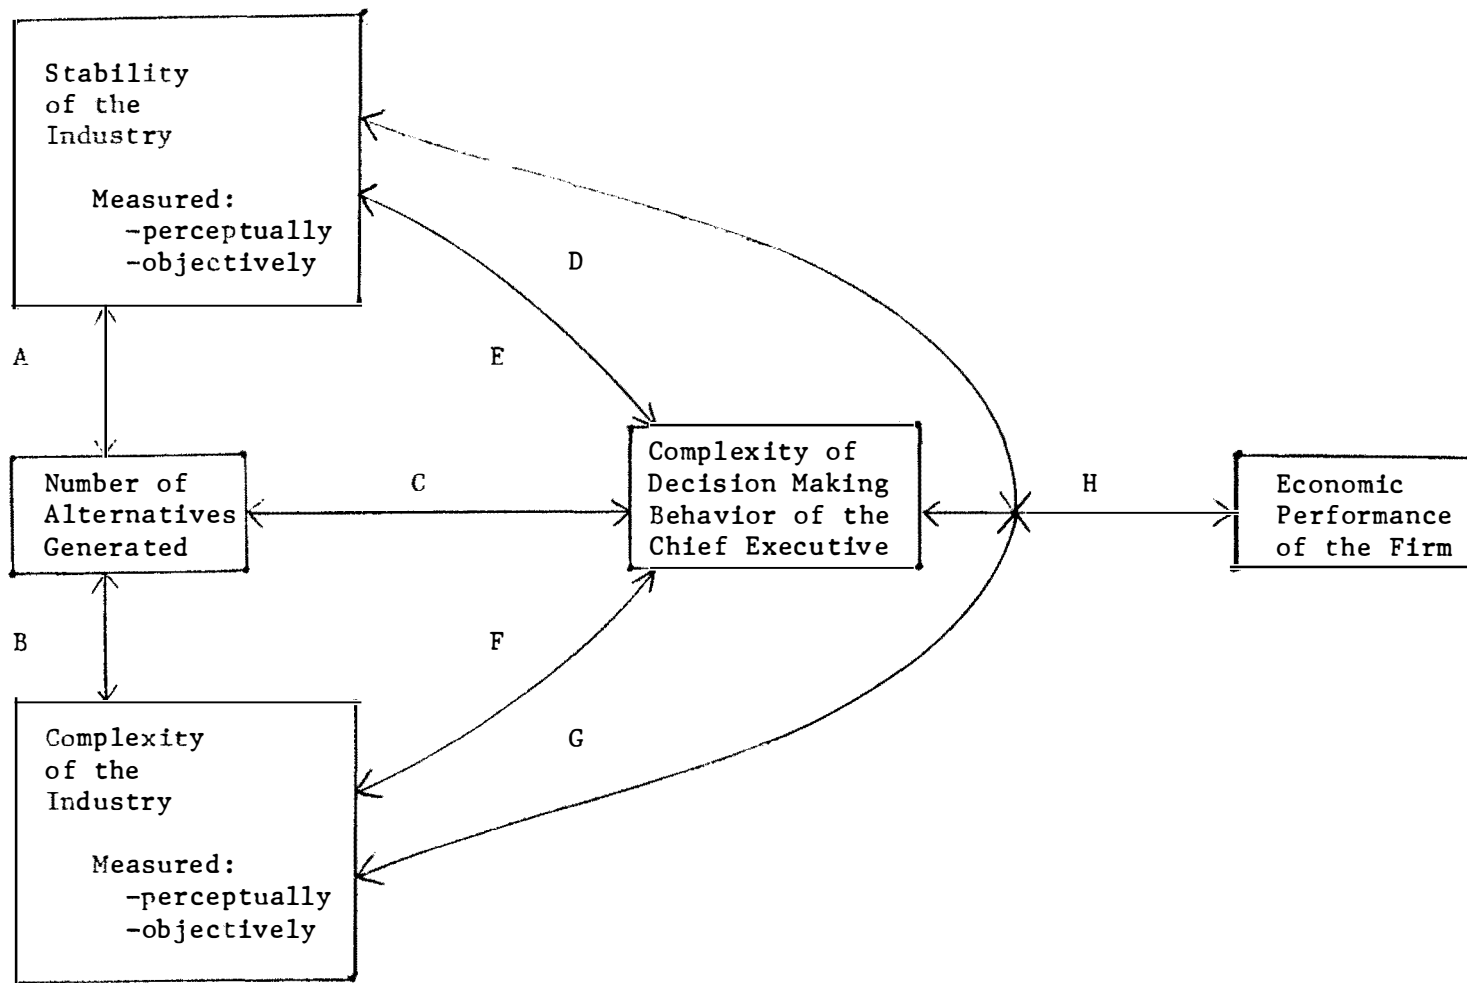 Stability
of the
Industry
Measured:
-perceptually
-objectively
D
A
E
Number of
Alternatives
Generated
C
Complexity of
Decision Making
Behavior of the
Chief Executive
H
Economic
Performance
of the Firm
B
F
G
Complexity
of the
Industry
Measured:
-perceptually
-objectively